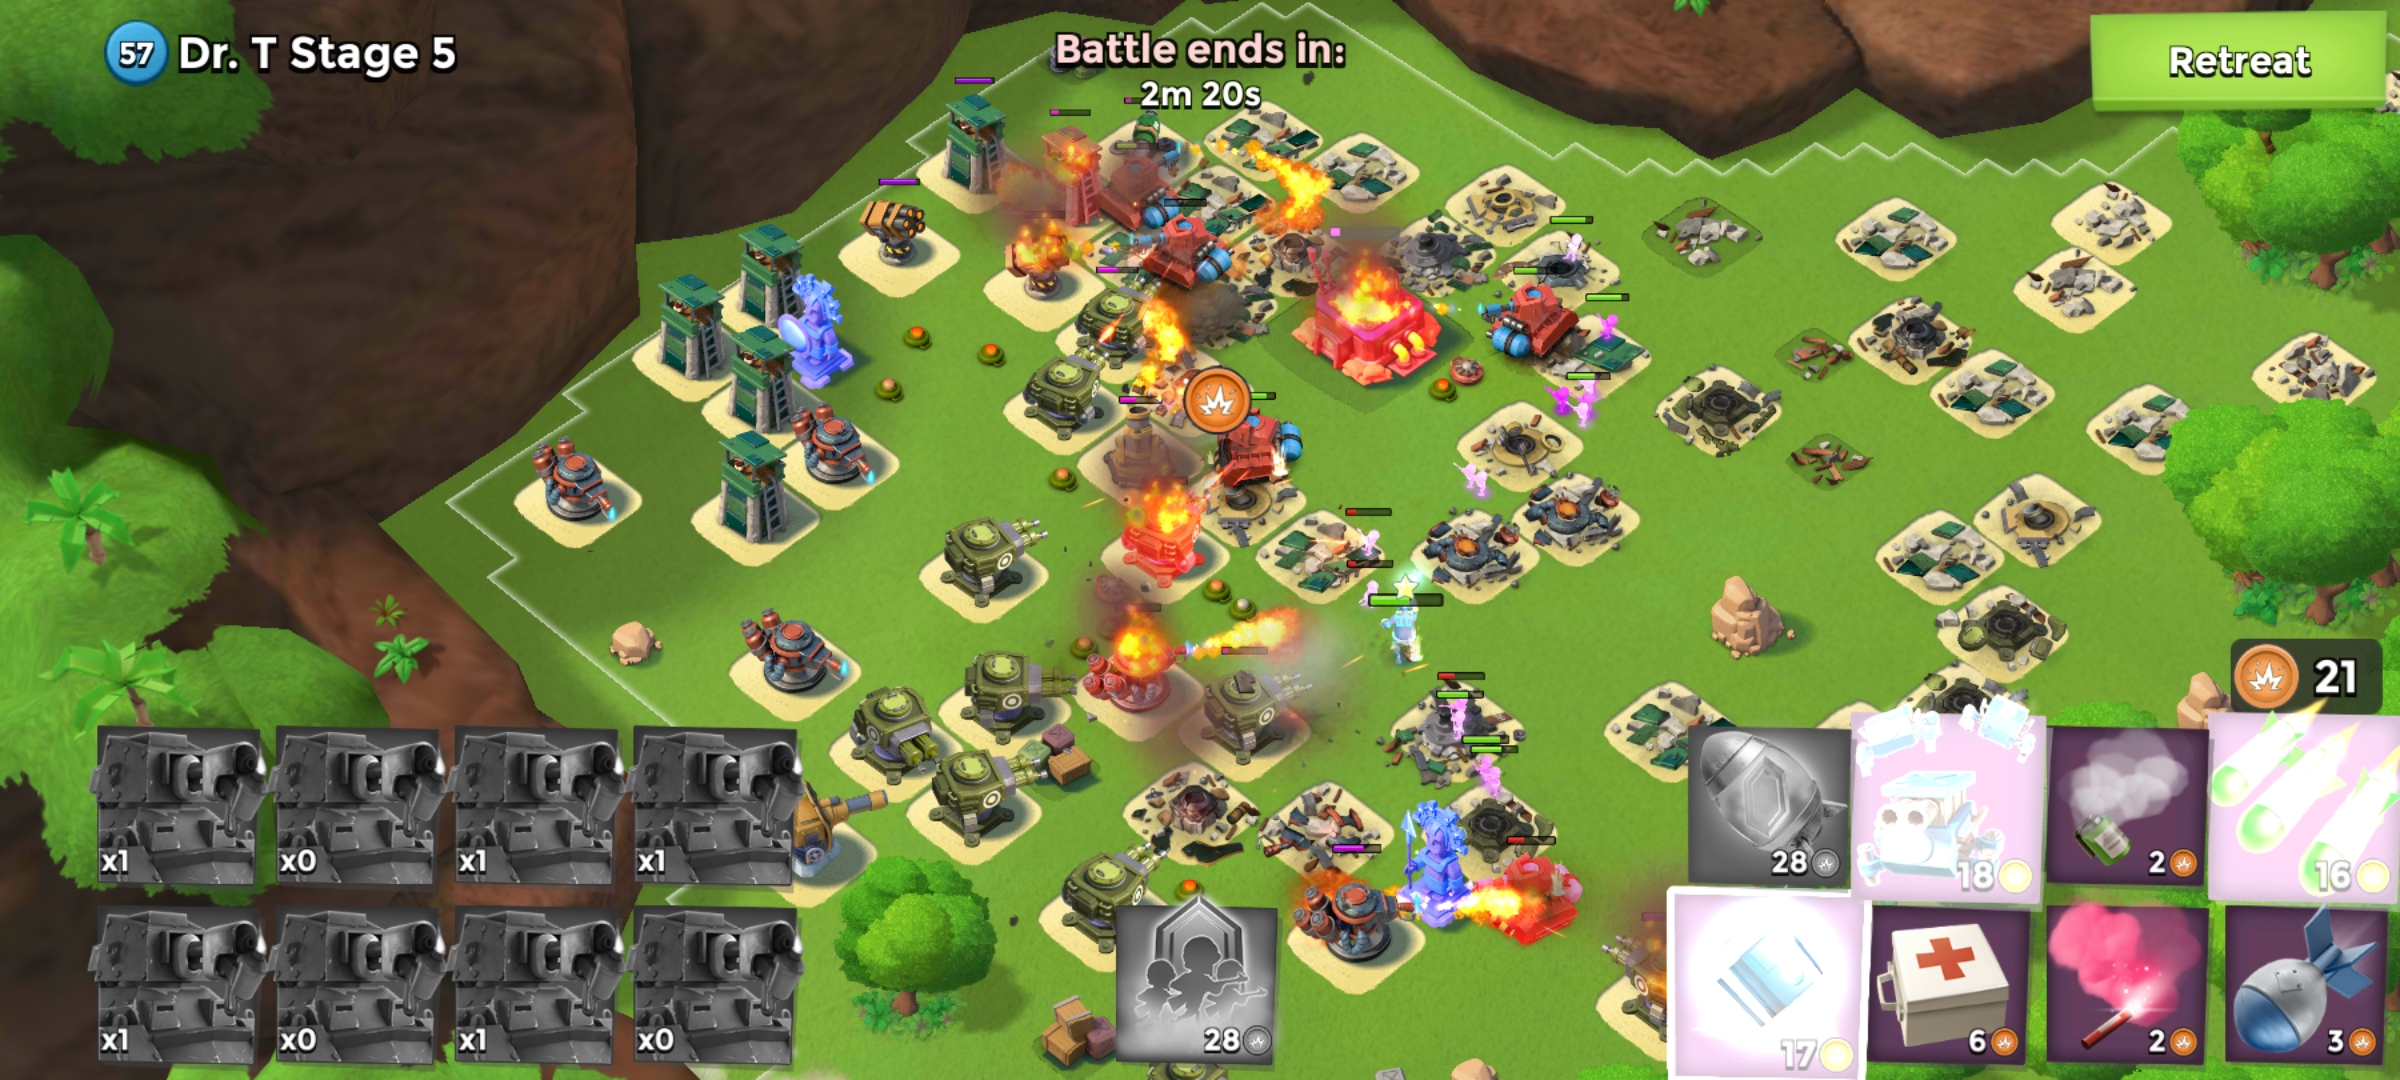 57 Dr. T Stage 5
Battle ends in:
2m 20s
Retreat
21
x1 x0 x1 x1
28 18 2 16
x1 x0 x1 x0
28 17 6 2 3